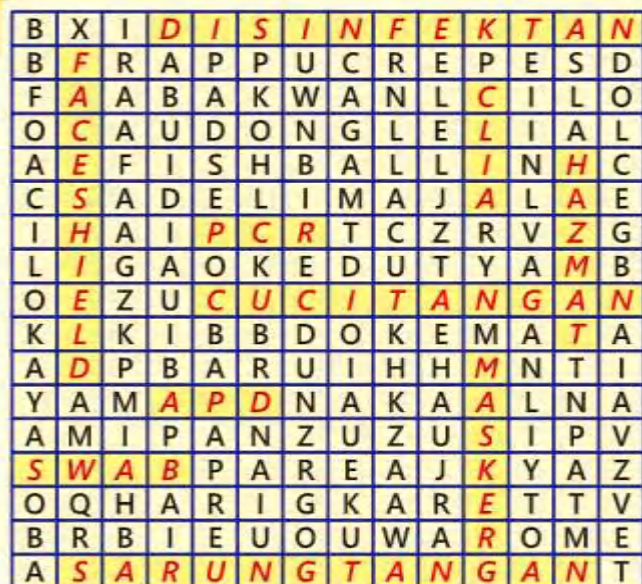 B X I D I S I N F E K T A N
B F R A P P U C R E P E S D
F A A B A K W A N L C I L O
O C A U D O N G L E L I A L
A E F I S H B A L L I N H C
C S A D E L I M A J A L A E
I H A I P C R T C Z R V Z G
L I G A O K E D U T Y A M B
O E Z U C U C I T A N G A N
K L K I B B D O K E M A T A
A D P B A R U I H H M N T I
Y A M A P D N A K A A L N A
A M I P A N Z U Z U S I P V
S W A B P A R E A J K Y A Z
O Q H A R I G K A R E T T V
B R B I E U O U W A R O M E
A S A R U N G T A N G A N T